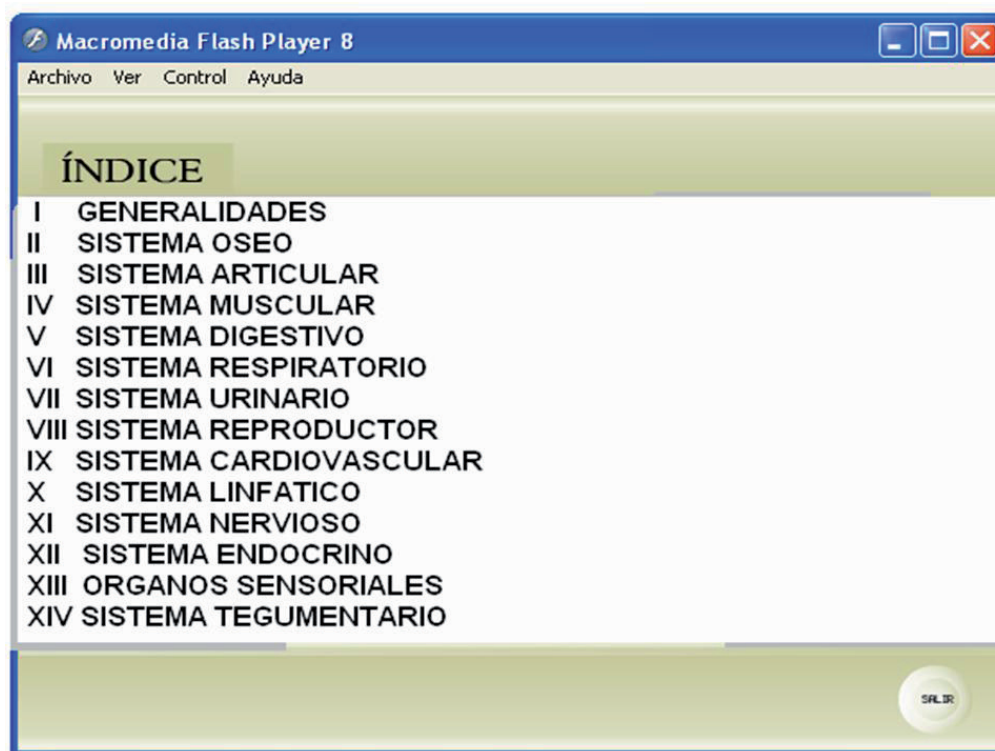 Macromedia Flash Player 8
Archivo Ver Control Ayuda
ÍNDICE
I GENERALIDADES
II SISTEMA OSEO
III SISTEMA ARTICULAR
IV SISTEMA MUSCULAR
V SISTEMA DIGESTIVO
VI SISTEMA RESPIRATORIO
VII SISTEMA URINARIO
VIII SISTEMA REPRODUCTOR
IX SISTEMA CARDIOVASCULAR
X SISTEMA LINFATICO
XI SISTEMA NERVIOSO
XII SISTEMA ENDOCRINO
XIII ORGANOS SENSORIALES
XIV SISTEMA TEGUMENTARIO
SALIR